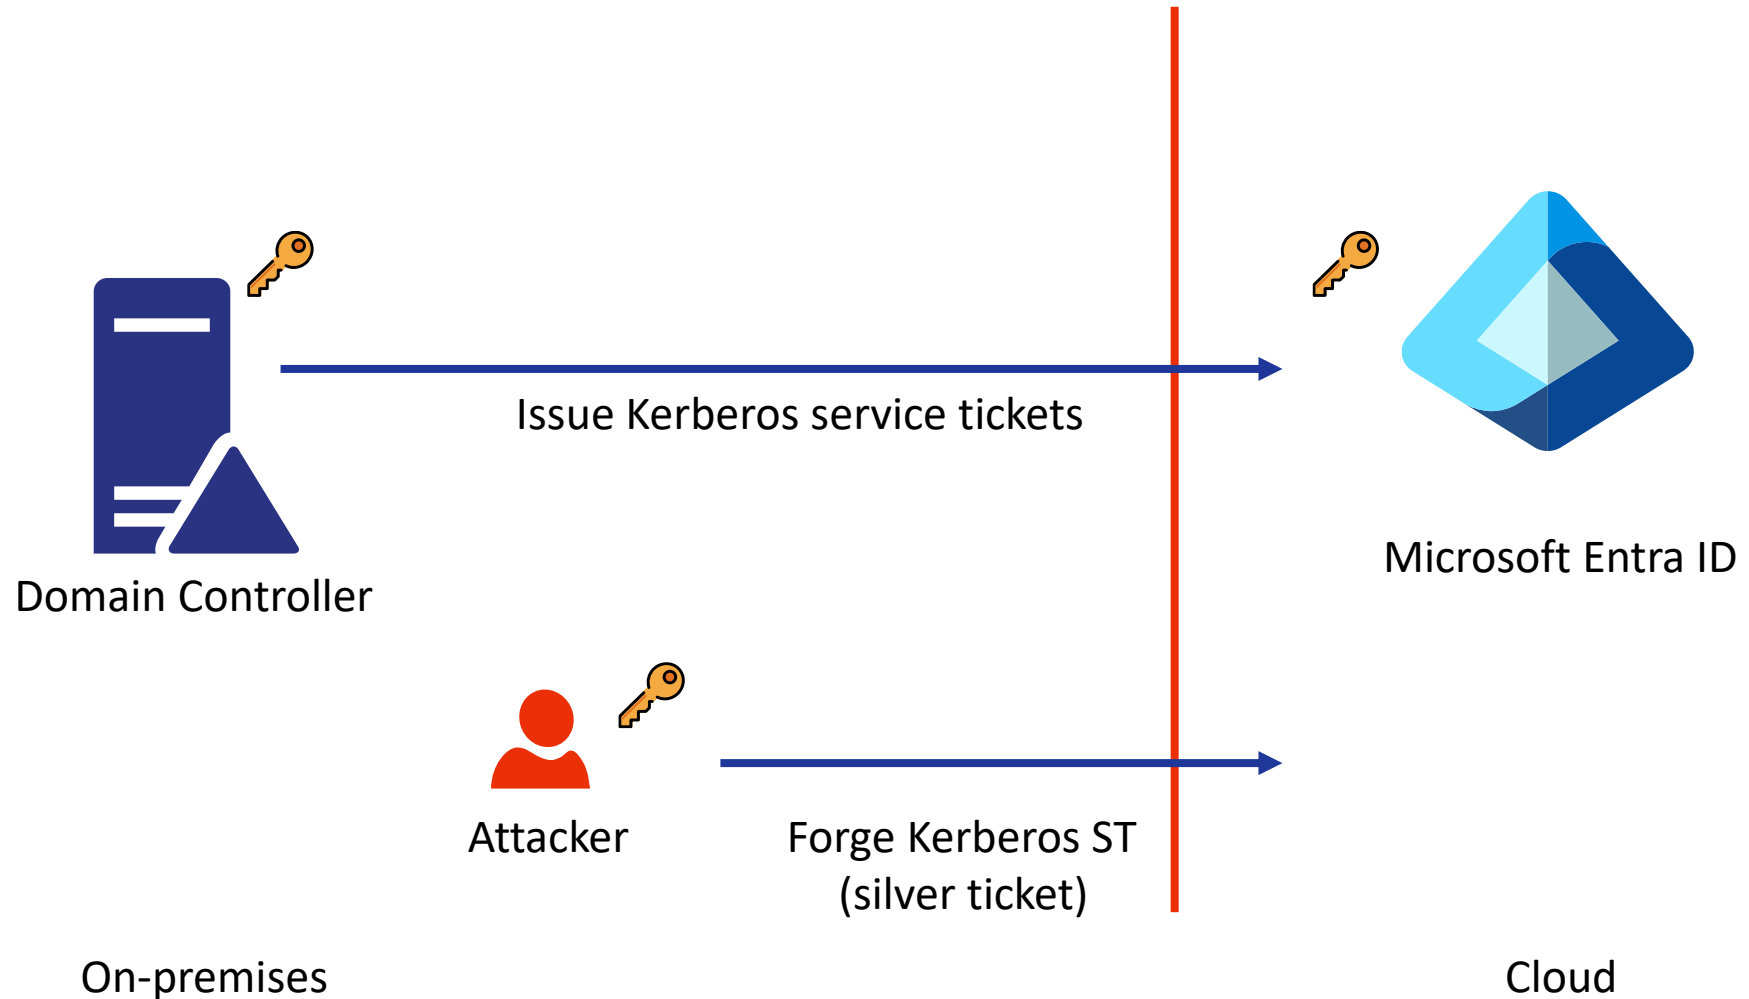 Issue Kerberos service tickets
Microsoft Entra ID
Domain Controller
Attacker
Forge Kerberos ST
(silver ticket)
On-premises
Cloud